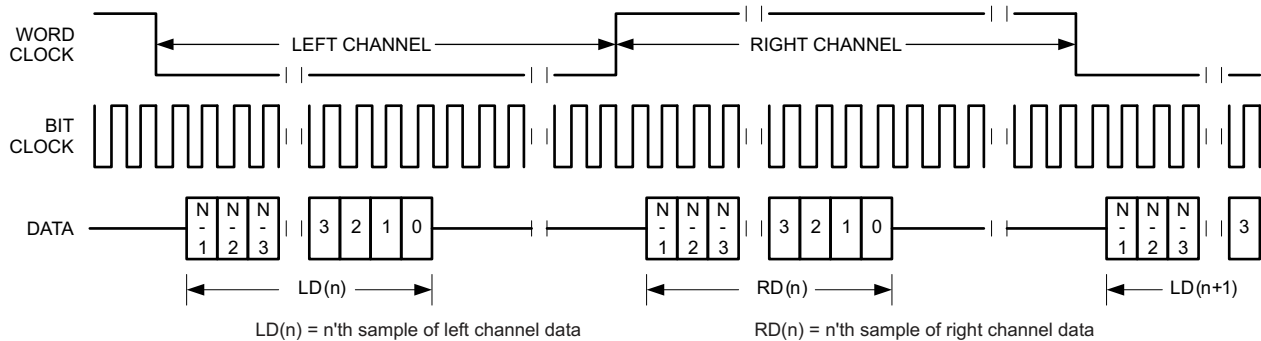 WORD
CLOCK
LEFT CHANNEL
RIGHT CHANNEL
BIT
CLOCK
DATA
N-1 N-2 N-3 3 2 1 0 N-1 N-2 N-3 3 2 1 0 N-1 N-2 N-3 3
LD(n) RD(n) LD(n+1)
LD(n) = n'th sample of left channel data
RD(n) = n'th sample of right channel data